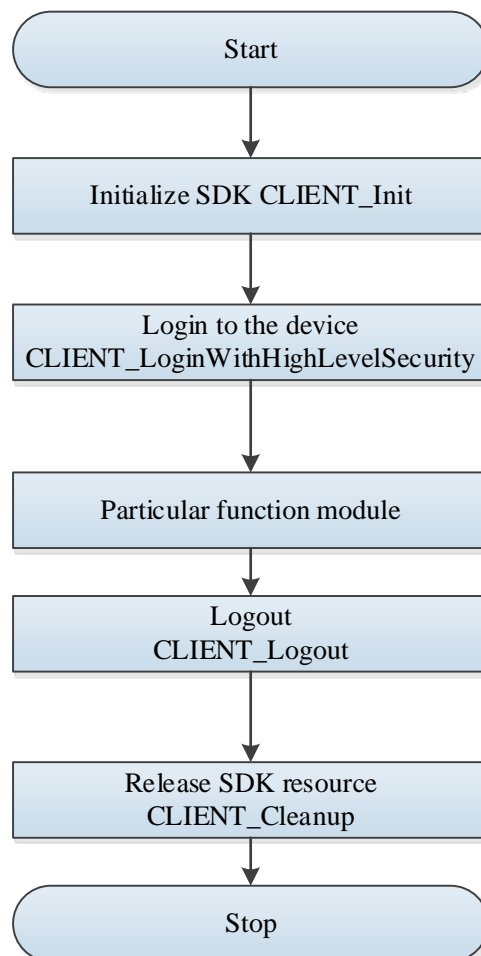 Start
Initialize SDK CLIENT_Init
Login to the device
CLIENT_LoginWithHighLevelSecurity
Particular function module
Logout
CLIENT_Logout
Release SDK resource
CLIENT_Cleanup
Stop